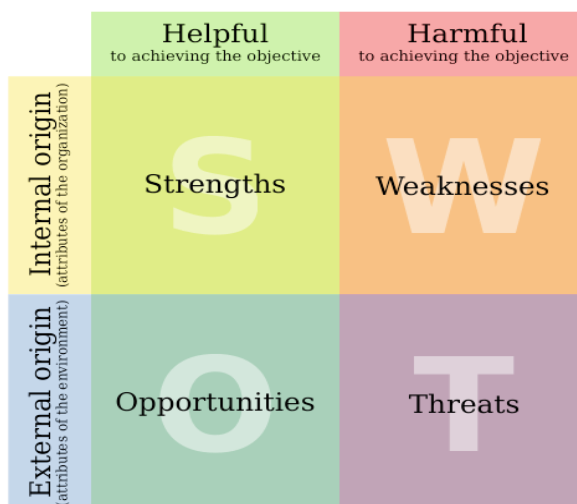 Helpful
to achieving the objective
Harmful
to achieving the objective
Internal origin
(attributes of the organization)
S
Strengths
W
Weaknesses
External origin
(attributes of the environment)
O
Opportunities
T
Threats